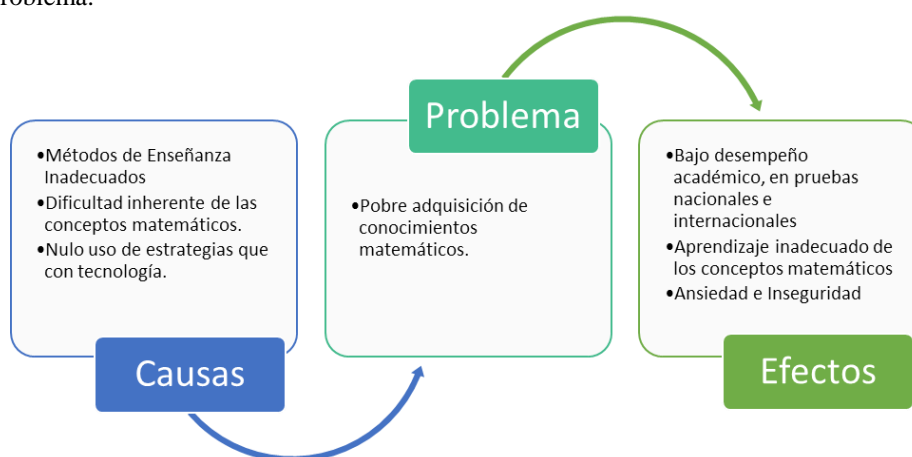 •Métodos de Enseñanza
Inadecuados
•Dificultad inherente de las
conceptos matemáticos.
•Nulo uso de estrategias que
con tecnología.
Causas
Problema
•Pobre adquisición de
conocimientos
matemáticos.
•Bajo desempeño
académico, en pruebas
nacionales e
internacionales
•Aprendizaje inadecuado de
los conceptos matemáticos
•Ansiedad e Inseguridad
Efectos